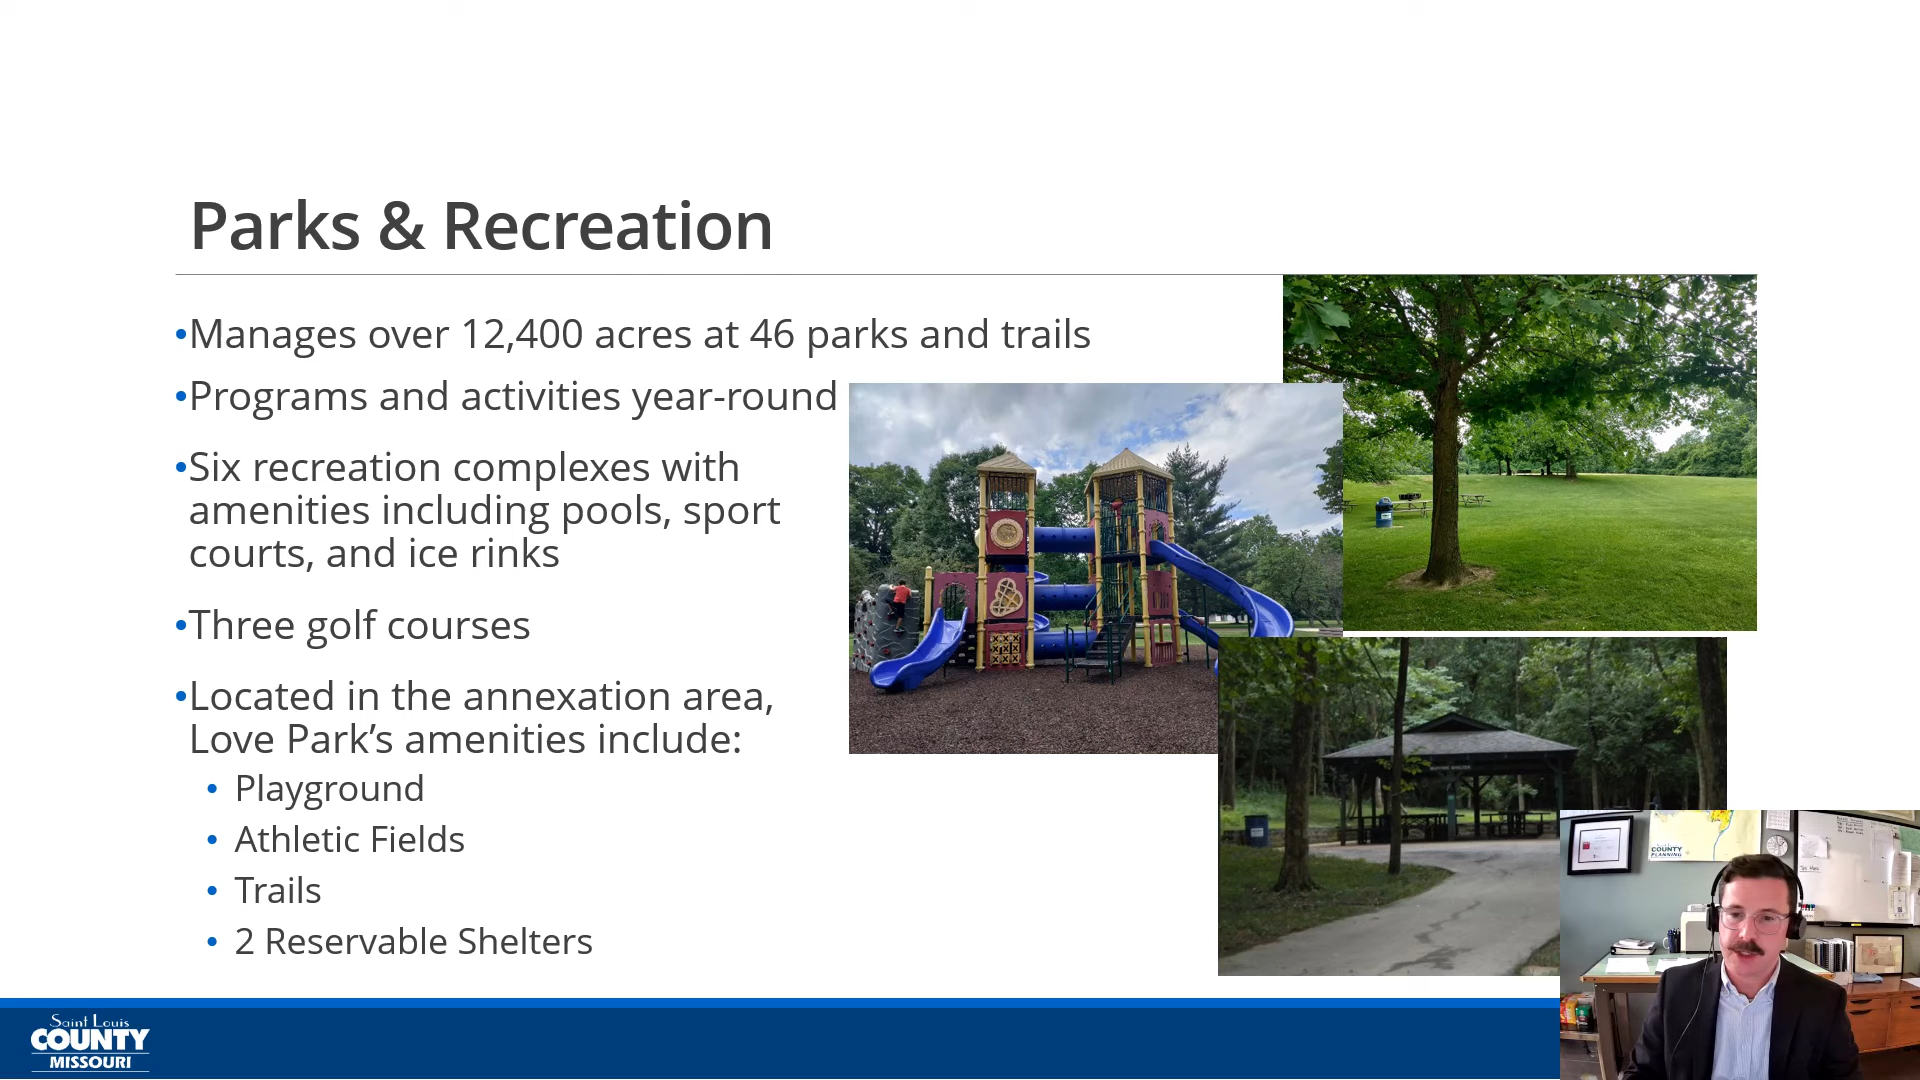 Parks & Recreation
•Manages over 12,400 acres at 46 parks and trails
•Programs and activities year-round
•Six recreation complexes with
amenities including pools, sport
courts, and ice rinks
•Three golf courses
•Located in the annexation area,
Love Park’s amenities include:
• Playground
• Athletic Fields
• Trails
• 2 Reservable Shelters
COUNTY
PLANNING
Saint Louis
COUNTY
MISSOURI